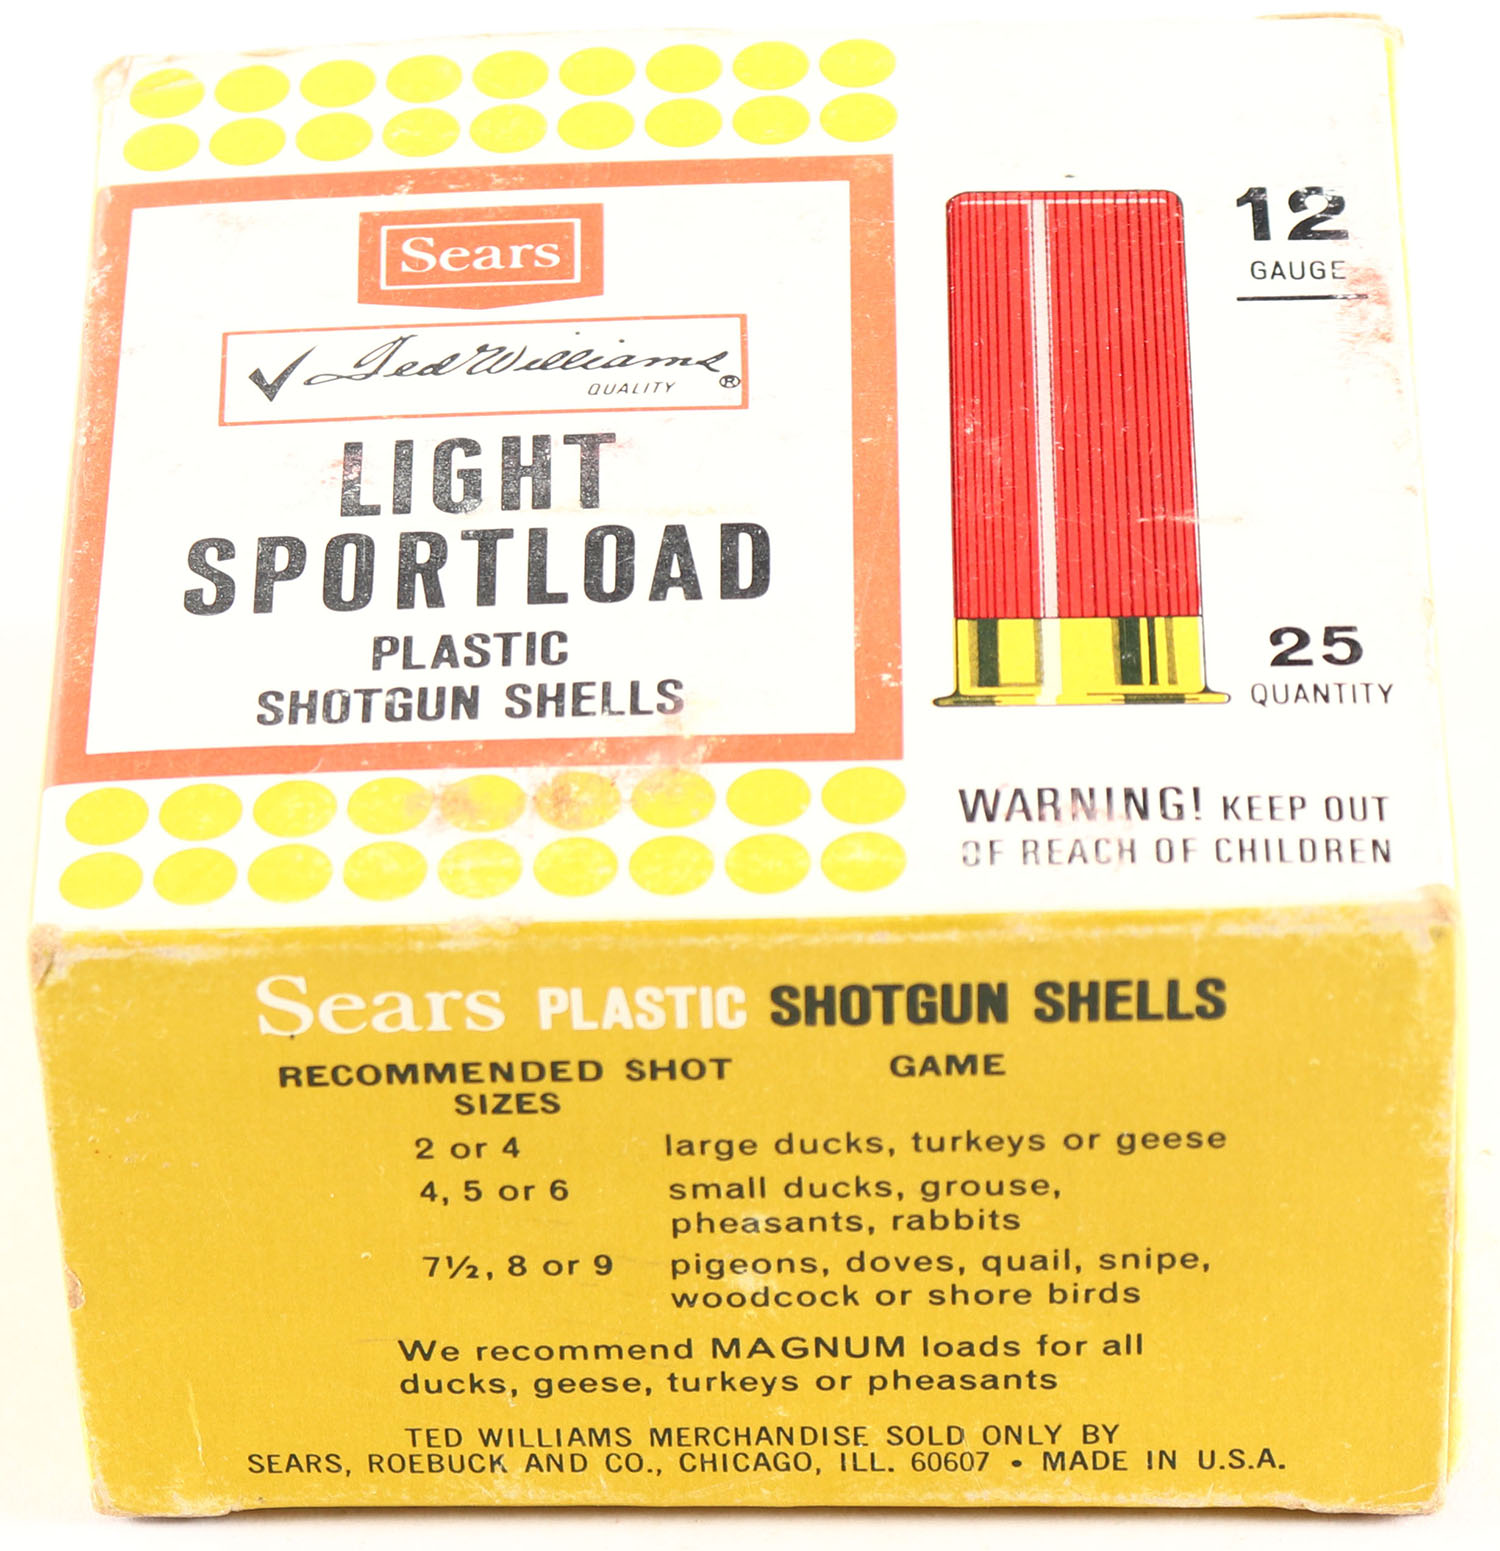 Sears
✓ Ted Williams ®
QUALITY
LIGHT
SPORTLOAD
PLASTIC
SHOTGUN SHELLS
12
GAUGE
25
QUANTITY
WARNING! KEEP OUT
OF REACH OF CHILDREN
Sears PLASTIC SHOTGUN SHELLS
RECOMMENDED SHOT SIZES GAME
2 or 4 large ducks, turkeys or geese
4, 5 or 6 small ducks, grouse,
pheasants, rabbits
7½, 8 or 9 pigeons, doves, quail, snipe,
woodcock or shore birds
We recommend MAGNUM loads for all
ducks, geese, turkeys or pheasants
TED WILLIAMS MERCHANDISE SOLD ONLY BY
SEARS, ROEBUCK AND CO., CHICAGO, ILL. 60607 • MADE IN U.S.A.